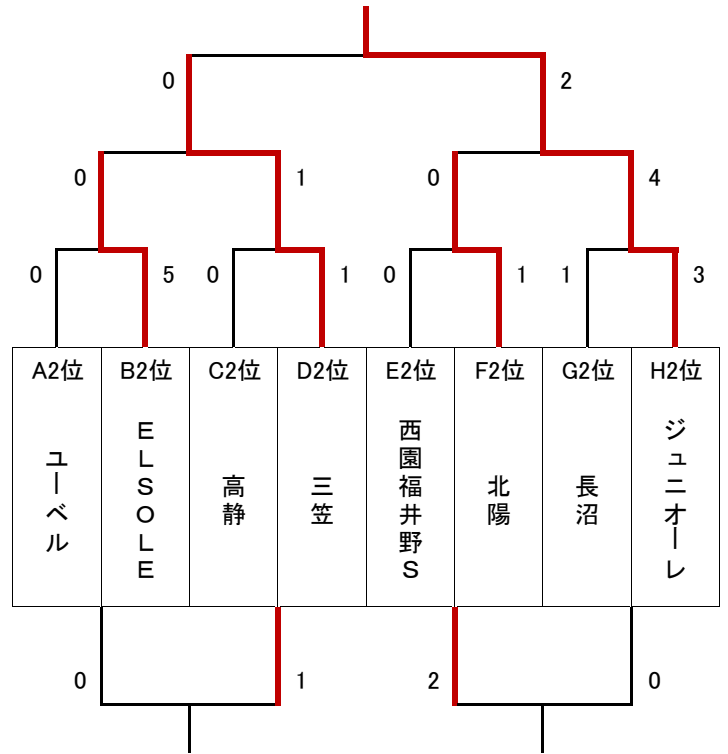 0 2
0 1 0 4
0 5 0 1 0 1 1 3
A2位 B2位 C2位 D2位 E2位 F2位 G2位 H2位
ユーベル
ELSOLE
高静
三笠
西園福井野S
北陽
長沼
ジュニオーレ
0 1 2 0